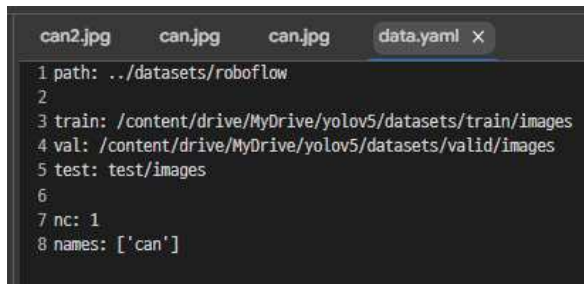 can2.jpg can.jpg can.jpg data.yaml ×
1 path: ../datasets/roboflow
2
3 train: /content/drive/MyDrive/yolov5/datasets/train/images
4 val: /content/drive/MyDrive/yolov5/datasets/valid/images
5 test: test/images
6
7 nc: 1
8 names: ['can']